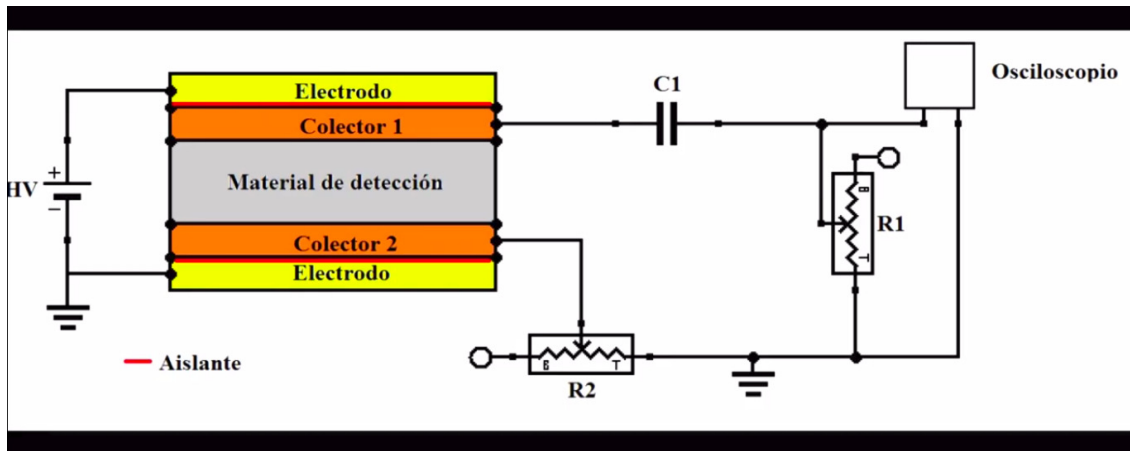 Osciloscopio
C1
Electrodo
Colector 1
+
HV
Material de detección
−
B
R1
T
Colector 2
Electrodo
Aislante
B
T
R2